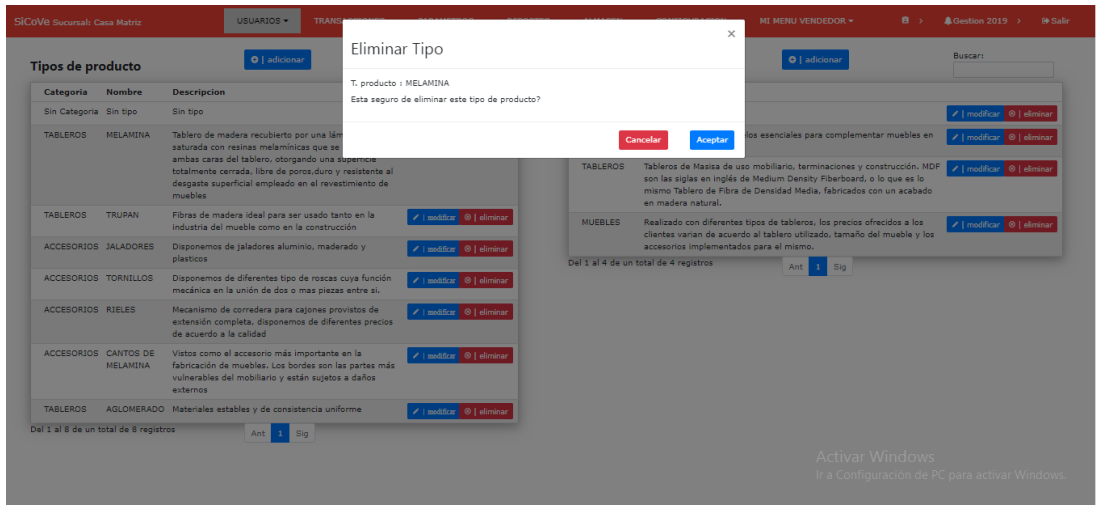 SiCoVe Sucursal: Casa Matriz
USUARIOS
MI MENU VENDEDOR
Gestion 2019
Salir
Eliminar Tipo
×
T. producto : MELAMINA
Esta seguro de eliminar este tipo de producto?
Cancelar
Aceptar
Tipos de producto
| adicionar
Categoria Nombre Descripcion
Sin Categoria Sin tipo Sin tipo
TABLEROS MELAMINA Tablero de madera recubierto por una
saturada con resinas melamínicas que se
ambas caras del tablero, otorgando una superficie
totalmente cerrada, libre de poros,duro y resistente al
desgaste superficial empleado en el revestimiento de
muebles
TABLEROS TRUPAN Fibras de madera ideal para ser usado tanto en la
industria del mueble como en la construcción
| modificar | eliminar
ACCESORIOS JALADORES Disponemos de jaladores aluminio, maderado y
plasticos
| modificar | eliminar
ACCESORIOS TORNILLOS Disponemos de diferentes tipo de roscas cuya función
mecánica en la unión de dos o mas piezas entre si.
| modificar | eliminar
ACCESORIOS RIELES Mecanismo de corredera para cajones provistos de
extensión completa, disponemos de diferentes precios
de acuerdo a la calidad
| modificar | eliminar
ACCESORIOS CANTOS DE MELAMINA Vistos como el accesorio más importante en la
fabricación de muebles. Los bordes son las partes más
vulnerables del mobiliario y están sujetos a daños
externos
| modificar | eliminar
TABLEROS AGLOMERADO Materiales estables y de consistencia uniforme
| modificar | eliminar
Del 1 al 8 de un total de 8 registros
Ant 1 Sig
| adicionar
Buscar:
| modificar | eliminar
esenciales para complementar muebles en
| modificar | eliminar
TABLEROS Tableros de Masisa de uso mobiliario, terminaciones y construcción. MDF
son las siglas en inglés de Medium Density Fiberboard, o lo que es lo
mismo Tablero de Fibra de Densidad Media, fabricados con un acabado
en madera natural.
| modificar | eliminar
MUEBLES Realizado con diferentes tipos de tableros, los precios ofrecidos a los
clientes varian de acuerdo al tablero utilizado, tamaño del mueble y los
accesorios implementados para el mismo.
| modificar | eliminar
Del 1 al 4 de un total de 4 registros
Ant 1 Sig
Activar Windows
Ir a Configuración de PC para activar Windows.